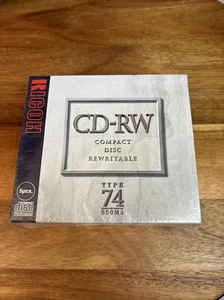 RICOH
CD-RW
COMPACT
DISC
REWRITABLE
TYPE
74
650MB
5pcs.